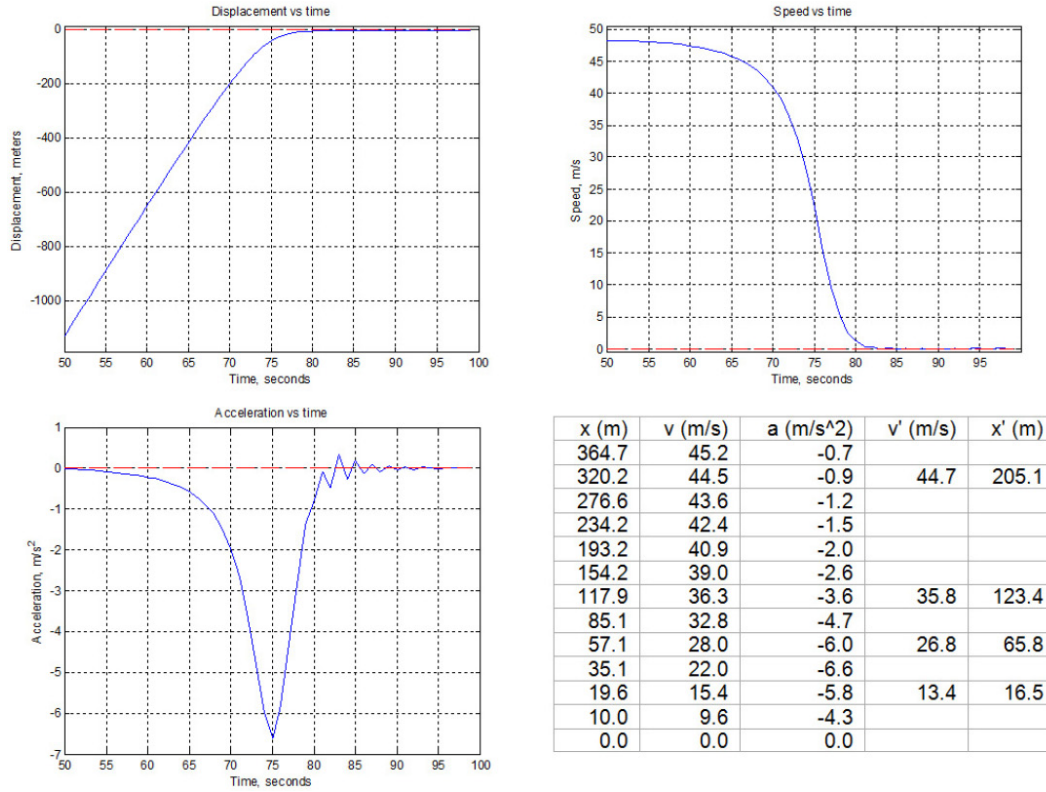 Displacement vs time
0
-200
-400
-600
-800
-1000
Displacement, meters
50 55 60 65 70 75 80 85 90 95 100
Time, seconds
Speed vs time
50
45
40
35
30
25
20
15
10
5
0
Speed, m/s
50 55 60 65 70 75 80 85 90 95
Time, seconds
Acceleration vs time
1
0
-1
-2
-3
-4
-5
-6
-7
Acceleration, m/s²
50 55 60 65 70 75 80 85 90 95 100
Time, seconds
x (m) v (m/s) a (m/s^2) v' (m/s) x' (m)
364.7 45.2 -0.7
320.2 44.5 -0.9 44.7 205.1
276.6 43.6 -1.2
234.2 42.4 -1.5
193.2 40.9 -2.0
154.2 39.0 -2.6
117.9 36.3 -3.6 35.8 123.4
85.1 32.8 -4.7
57.1 28.0 -6.0 26.8 65.8
35.1 22.0 -6.6
19.6 15.4 -5.8 13.4 16.5
10.0 9.6 -4.3
0.0 0.0 0.0